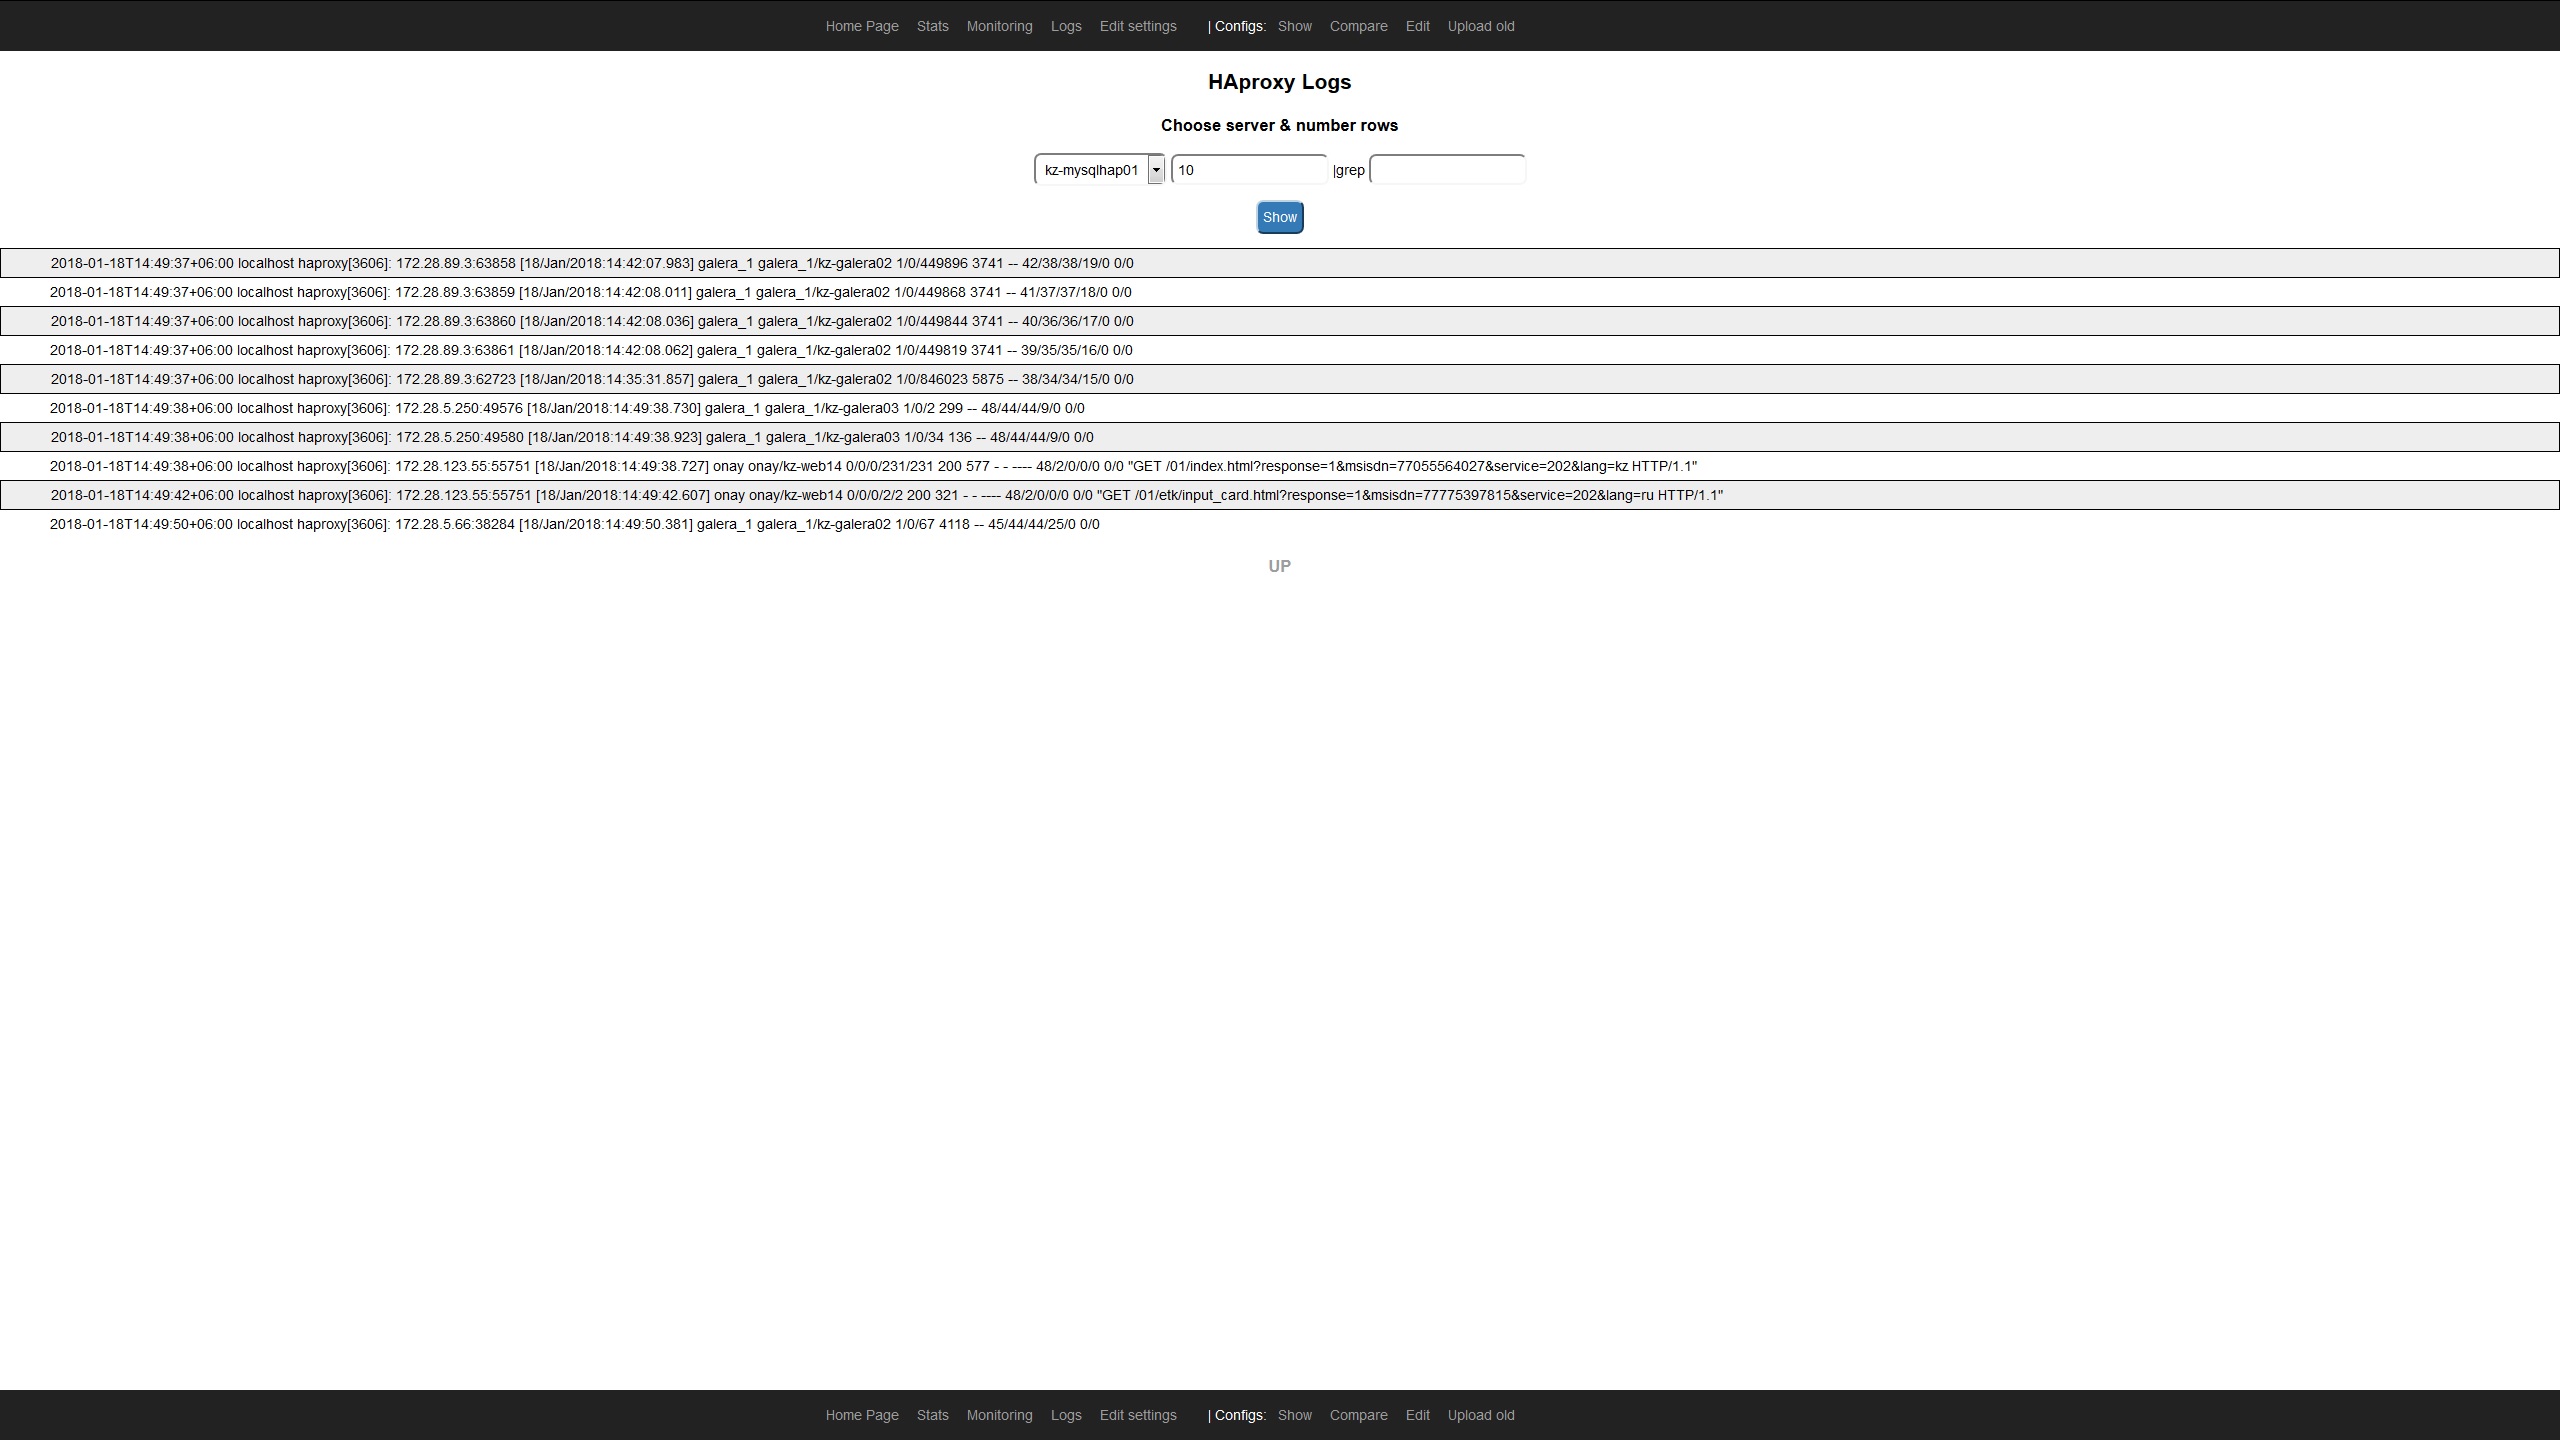 Home Page Stats Monitoring Logs Edit settings | Configs: Show Compare Edit Upload old
HAproxy Logs
Choose server & number rows
kz-mysqlhap01 10 |grep
Show
2018-01-18T14:49:37+06:00 localhost haproxy[3606]: 172.28.89.3:63858 [18/Jan/2018:14:42:07.983] galera_1 galera_1/kz-galera02 1/0/449896 3741 -- 42/38/38/19/0 0/0
2018-01-18T14:49:37+06:00 localhost haproxy[3606]: 172.28.89.3:63859 [18/Jan/2018:14:42:08.011] galera_1 galera_1/kz-galera02 1/0/449868 3741 -- 41/37/37/18/0 0/0
2018-01-18T14:49:37+06:00 localhost haproxy[3606]: 172.28.89.3:63860 [18/Jan/2018:14:42:08.036] galera_1 galera_1/kz-galera02 1/0/449844 3741 -- 40/36/36/17/0 0/0
2018-01-18T14:49:37+06:00 localhost haproxy[3606]: 172.28.89.3:63861 [18/Jan/2018:14:42:08.062] galera_1 galera_1/kz-galera02 1/0/449819 3741 -- 39/35/35/16/0 0/0
2018-01-18T14:49:37+06:00 localhost haproxy[3606]: 172.28.89.3:62723 [18/Jan/2018:14:35:31.857] galera_1 galera_1/kz-galera02 1/0/846023 5875 -- 38/34/34/15/0 0/0
2018-01-18T14:49:38+06:00 localhost haproxy[3606]: 172.28.5.250:49576 [18/Jan/2018:14:49:38.730] galera_1 galera_1/kz-galera03 1/0/2 299 -- 48/44/44/9/0 0/0
2018-01-18T14:49:38+06:00 localhost haproxy[3606]: 172.28.5.250:49580 [18/Jan/2018:14:49:38.923] galera_1 galera_1/kz-galera03 1/0/34 136 -- 48/44/44/9/0 0/0
2018-01-18T14:49:38+06:00 localhost haproxy[3606]: 172.28.123.55:55751 [18/Jan/2018:14:49:38.727] onay onay/kz-web14 0/0/0/231/231 200 577 - - ---- 48/2/0/0/0 0/0 "GET /01/index.html?response=1&msisdn=77055564027&service=202&lang=kz HTTP/1.1"
2018-01-18T14:49:42+06:00 localhost haproxy[3606]: 172.28.123.55:55751 [18/Jan/2018:14:49:42.607] onay onay/kz-web14 0/0/0/2/2 200 321 - - ---- 48/2/0/0/0 0/0 "GET /01/etk/input_card.html?response=1&msisdn=77775397815&service=202&lang=ru HTTP/1.1"
2018-01-18T14:49:50+06:00 localhost haproxy[3606]: 172.28.5.66:38284 [18/Jan/2018:14:49:50.381] galera_1 galera_1/kz-galera02 1/0/67 4118 -- 45/44/44/25/0 0/0
UP
Home Page Stats Monitoring Logs Edit settings | Configs: Show Compare Edit Upload old